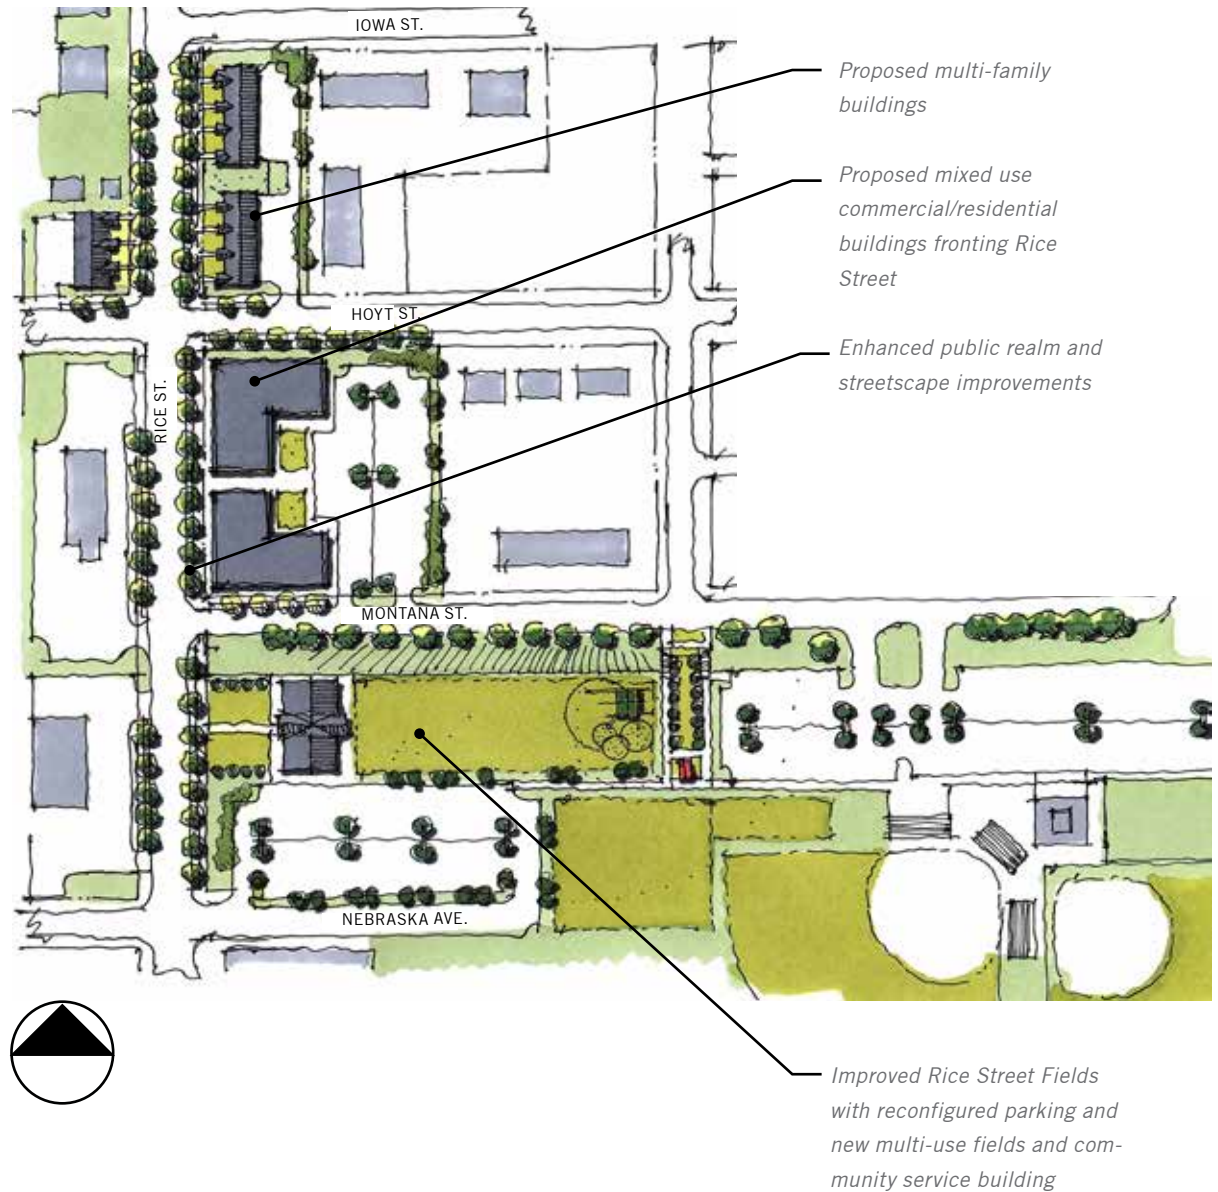 IOWA ST.
Proposed multi-family
buildings
Proposed mixed use
commercial/residential
buildings fronting Rice
Street
HOYT ST.
Enhanced public realm and
streetscape improvements
RICE ST.
MONTANA ST.
NEBRASKA AVE.
Improved Rice Street Fields
with reconfigured parking and
new multi-use fields and com-
munity service building